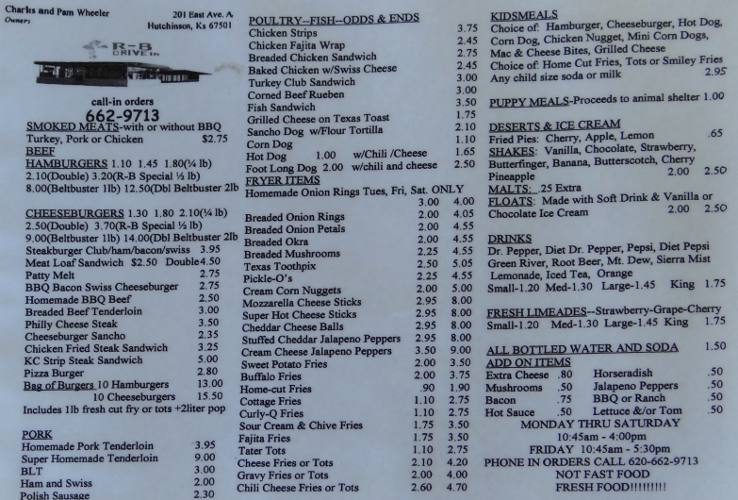 Charles and Pam Wheeler
Owners
201 East Ave. A
Hutchinson, Ks 67501
R-B
DRIVE In
call-in orders
662-9713
SMOKED MEATS-with or without BBQ
Turkey, Pork or Chicken $2.75
BEEF
HAMBURGERS 1.10 1.45 1.80(¼ lb)
2.10(Double) 3.20(R-B Special ½ lb)
8.00(Beltbuster 1lb) 12.50(Dbl Beltbuster 2lb
CHEESEBURGERS 1.30 1.80 2.10(¼ lb)
2.50(Double) 3.70(R-B Special ½ lb)
9.00(Beltbuster 1lb) 14.00(Dbl Beltbuster 2lb
Steakburger Club/ham/bacon/swiss 3.95
Meat Loaf Sandwich $2.50 Double4.50
Patty Melt 2.75
BBQ Bacon Swiss Cheeseburger 2.75
Homemade BBQ Beef 2.50
Breaded Beef Tenderloin 3.00
Philly Cheese Steak 3.50
Cheeseburger Sancho 2.35
Chicken Fried Steak Sandwich 3.25
KC Strip Steak Sandwich 5.00
Pizza Burger 2.80
Bag of Burgers 10 Hamburgers 13.00
10 Cheeseburgers 15.50
Includes 1lb fresh cut fry or tots +2liter pop
PORK
Homemade Pork Tenderloin 3.95
Super Homemade Tenderloin 9.00
BLT 3.00
Ham and Swiss 2.00
Polish Sausage 2.30
POULTRY--FISH--ODDS & ENDS
Chicken Strips 3.75
Chicken Fajita Wrap 2.45
Breaded Chicken Sandwich 2.45
Baked Chicken w/Swiss Cheese 2.45
Turkey Club Sandwich 3.00
Corned Beef Rueben 3.00
Fish Sandwich 3.50
Grilled Cheese on Texas Toast 1.75
Sancho Dog w/Flour Tortilla 2.10
Corn Dog 1.10
Hot Dog 1.00 w/Chili /Cheese 1.65
Foot Long Dog 2.00 w/chili and cheese 2.50
FRYER ITEMS
Homemade Onion Rings Tues, Fri, Sat. ONLY
3.00 4.00
Breaded Onion Rings 2.00 4.05
Breaded Onion Petals 2.00 4.55
Breaded Okra 2.00 4.55
Breaded Mushrooms 2.25 4.55
Texas Toothpix 2.50 5.05
Pickle-O's 2.25 4.55
Cream Corn Nuggets 2.00 5.00
Mozzarella Cheese Sticks 2.95 8.00
Super Hot Cheese Sticks 2.95 8.00
Cheddar Cheese Balls 2.95 8.00
Stuffed Cheddar Jalapeno Peppers 2.95 8.00
Cream Cheese Jalapeno Peppers 3.50 9.00
Sweet Potato Fries 2.00 3.50
Buffalo Fries 2.00 3.75
Home-cut Fries .90 1.90
Cottage Fries 1.10 2.75
Curly-Q Fries 1.10 2.75
Sour Cream & Chive Fries 1.75 3.50
Fajita Fries 1.75 3.50
Tater Tots 1.10 2.75
Cheese Fries or Tots 2.10 4.20
Gravy Fries or Tots 2.00 4.00
Chili Cheese Fries or Tots 2.60 4.70
KIDSMEALS
Choice of: Hamburger, Cheeseburger, Hot Dog,
Corn Dog, Chicken Nugget, Mini Corn Dogs,
Mac & Cheese Bites, Grilled Cheese
Choice of: Home Cut Fries, Tots or Smiley Fries
Any child size soda or milk 2.95
PUPPY MEALS-Proceeds to animal shelter 1.00
DESERTS & ICE CREAM
Fried Pies: Cherry, Apple, Lemon .65
SHAKES: Vanilla, Chocolate, Strawberry,
Butterfinger, Banana, Butterscotch, Cherry
Pineapple 2.00 2.50
MALTS: .25 Extra
FLOATS: Made with Soft Drink & Vanilla or
Chocolate Ice Cream 2.00 2.50
DRINKS
Dr. Pepper, Diet Dr. Pepper, Pepsi, Diet Pepsi
Green River, Root Beer, Mt. Dew, Sierra Mist
Lemonade, Iced Tea, Orange
Small-1.20 Med-1.30 Large-1.45 King 1.75
FRESH LIMEADES--Strawberry-Grape-Cherry
Small-1.20 Med-1.30 Large-1.45 King 1.75
ALL BOTTLED WATER AND SODA 1.50
ADD ON ITEMS
Extra Cheese .80 Horseradish .50
Mushrooms .50 Jalapeno Peppers .50
Bacon .75 BBQ or Ranch .50
Hot Sauce .50 Lettuce &/or Tom .50
MONDAY THRU SATURDAY
10:45am - 4:00pm
FRIDAY 10:45am - 5:30pm
PHONE IN ORDERS CALL 620-662-9713
NOT FAST FOOD
FRESH FOOD!!!!!!!!!